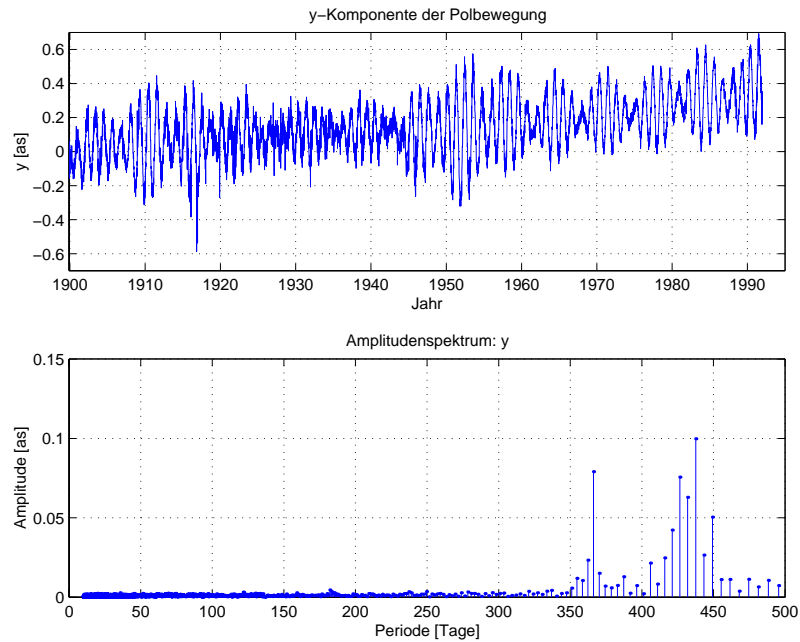 y−Komponente der Polbewegung
y [as]
0.6
0.4
0.2
0
−0.2
−0.4
−0.6
1900 1910 1920 1930 1940 1950 1960 1970 1980 1990
Jahr
Amplitudenspektrum: y
Amplitude [as]
0.15
0.1
0.05
0
0 50 100 150 200 250 300 350 400 450 500
Periode [Tage]